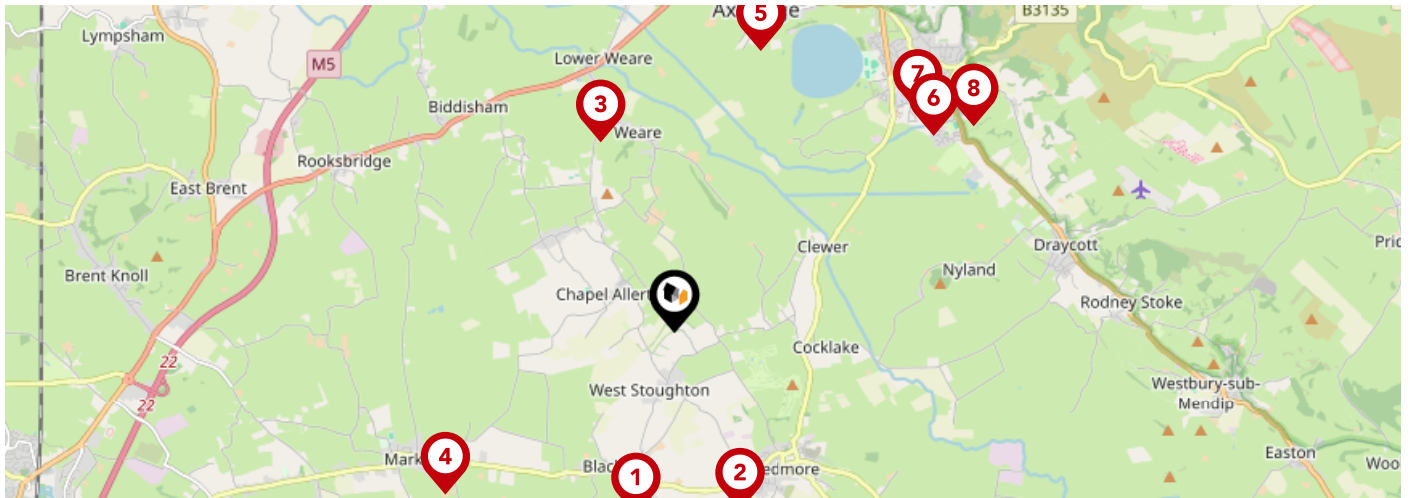 Ax
e
5
B3135
Lympsham
M5
Lower Weare
7
8
6
Biddisham
3
Weare
Rooksbridge
East Brent
Clewer
Draycott
Pric
Brent Knoll
Nyland
Chapel Allert
Rodney Stoke
Cocklake
22
West Stoughton
Westbury-sub-
Mendip
22
Easton
Mark
4
Blac
1
2
edmore
Woo